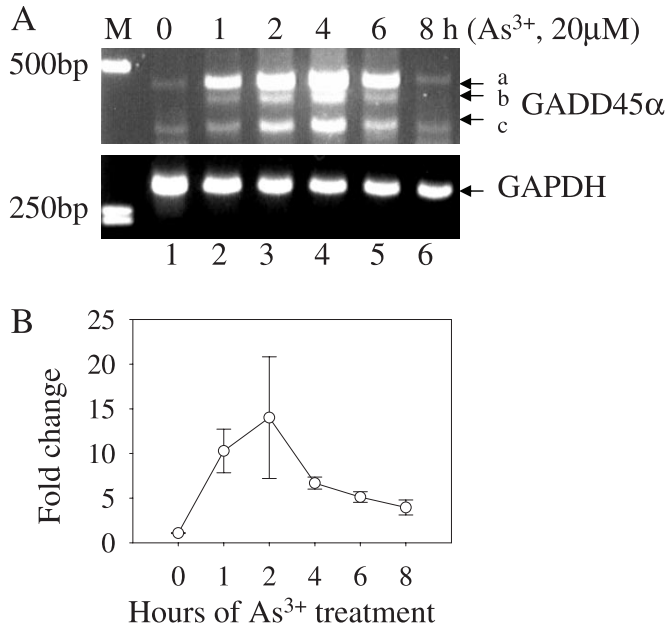 A
M 0 1 2 4 6 8 h (As³⁺, 20μM)
500bp
a
b
c
GADD45α
GAPDH
250bp
1 2 3 4 5 6
B
25
20
15
10
5
0
Fold change
0 1 2 4 6 8
Hours of As³⁺ treatment